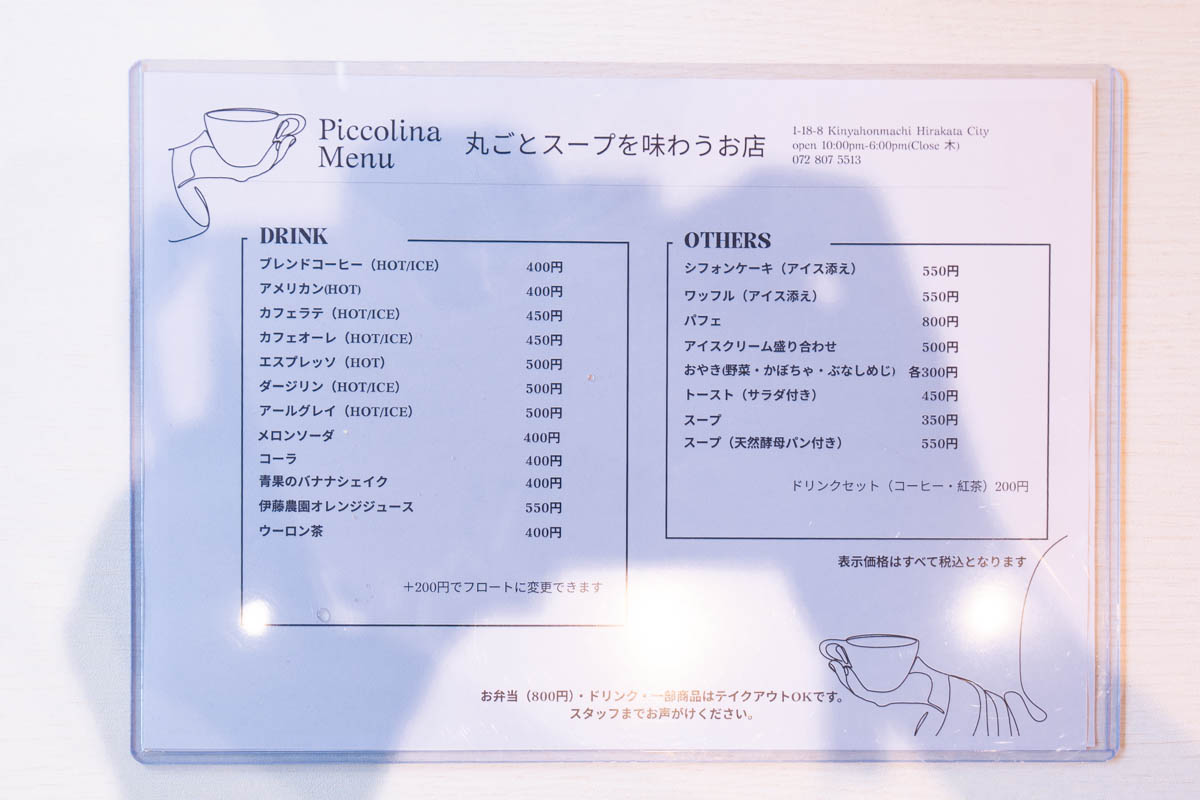 Piccolina
Menu
丸ごとスープを味わうお店
1-18-8 Kinyahonmachi Hirakata City
open 10:00pm-6:00pm(Close 木)
072 807 5513
DRINK
ブレンドコーヒー（HOT/ICE） 400円
アメリカン(HOT) 400円
カフェラテ（HOT/ICE） 450円
カフェオーレ（HOT/ICE） 450円
エスプレッソ（HOT） 500円
ダージリン（HOT/ICE） 500円
アールグレイ（HOT/ICE） 500円
メロンソーダ 400円
コーラ 400円
青果のバナナシェイク 400円
伊藤農園オレンジジュース 550円
ウーロン茶 400円
＋200円でフロートに変更できます
OTHERS
シフォンケーキ（アイス添え） 550円
ワッフル（アイス添え） 550円
パフェ 800円
アイスクリーム盛り合わせ 500円
おやき(野菜・かぼちゃ・ぶなしめじ） 各300円
トースト（サラダ付き） 450円
スープ 350円
スープ（天然酵母パン付き） 550円
ドリンクセット（コーヒー・紅茶）200円
表示価格はすべて税込となります
お弁当（800円）・ドリンク・一部商品はテイクアウトOKです。
スタッフまでお声がけください。